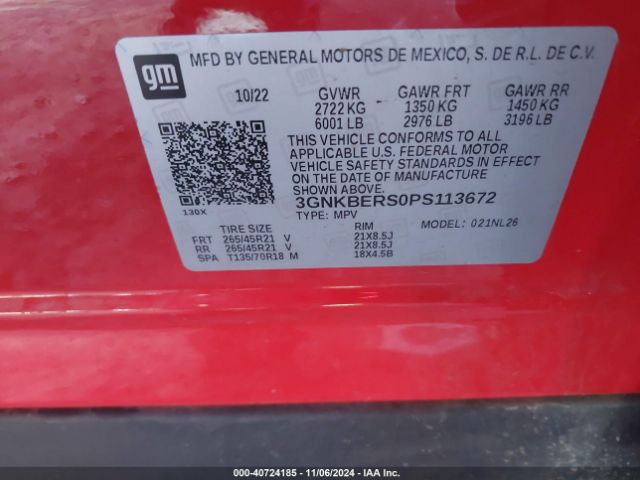 gm
MFD BY GENERAL MOTORS DE MEXICO, S. DE R.L. DE C.V.
10/22 GVWR GAWR FRT GAWR RR
2722 KG 1350 KG 1450 KG
6001 LB 2976 LB 3196 LB
THIS VEHICLE CONFORMS TO ALL
APPLICABLE U.S. FEDERAL MOTOR
VEHICLE SAFETY STANDARDS IN EFFECT
ON THE DATE OF MANUFACTURE
SHOWN ABOVE.
3GNKBERS0PS113672
130X TYPE: MPV MODEL: 021NL26
TIRE SIZE RIM
FRT 265/45R21 V 21X8.5J
RR 265/45R21 V 21X8.5J
SPA T135/70R18 M 18X4.5B
000-40724185 - 11/06/2024 - IAA Inc.